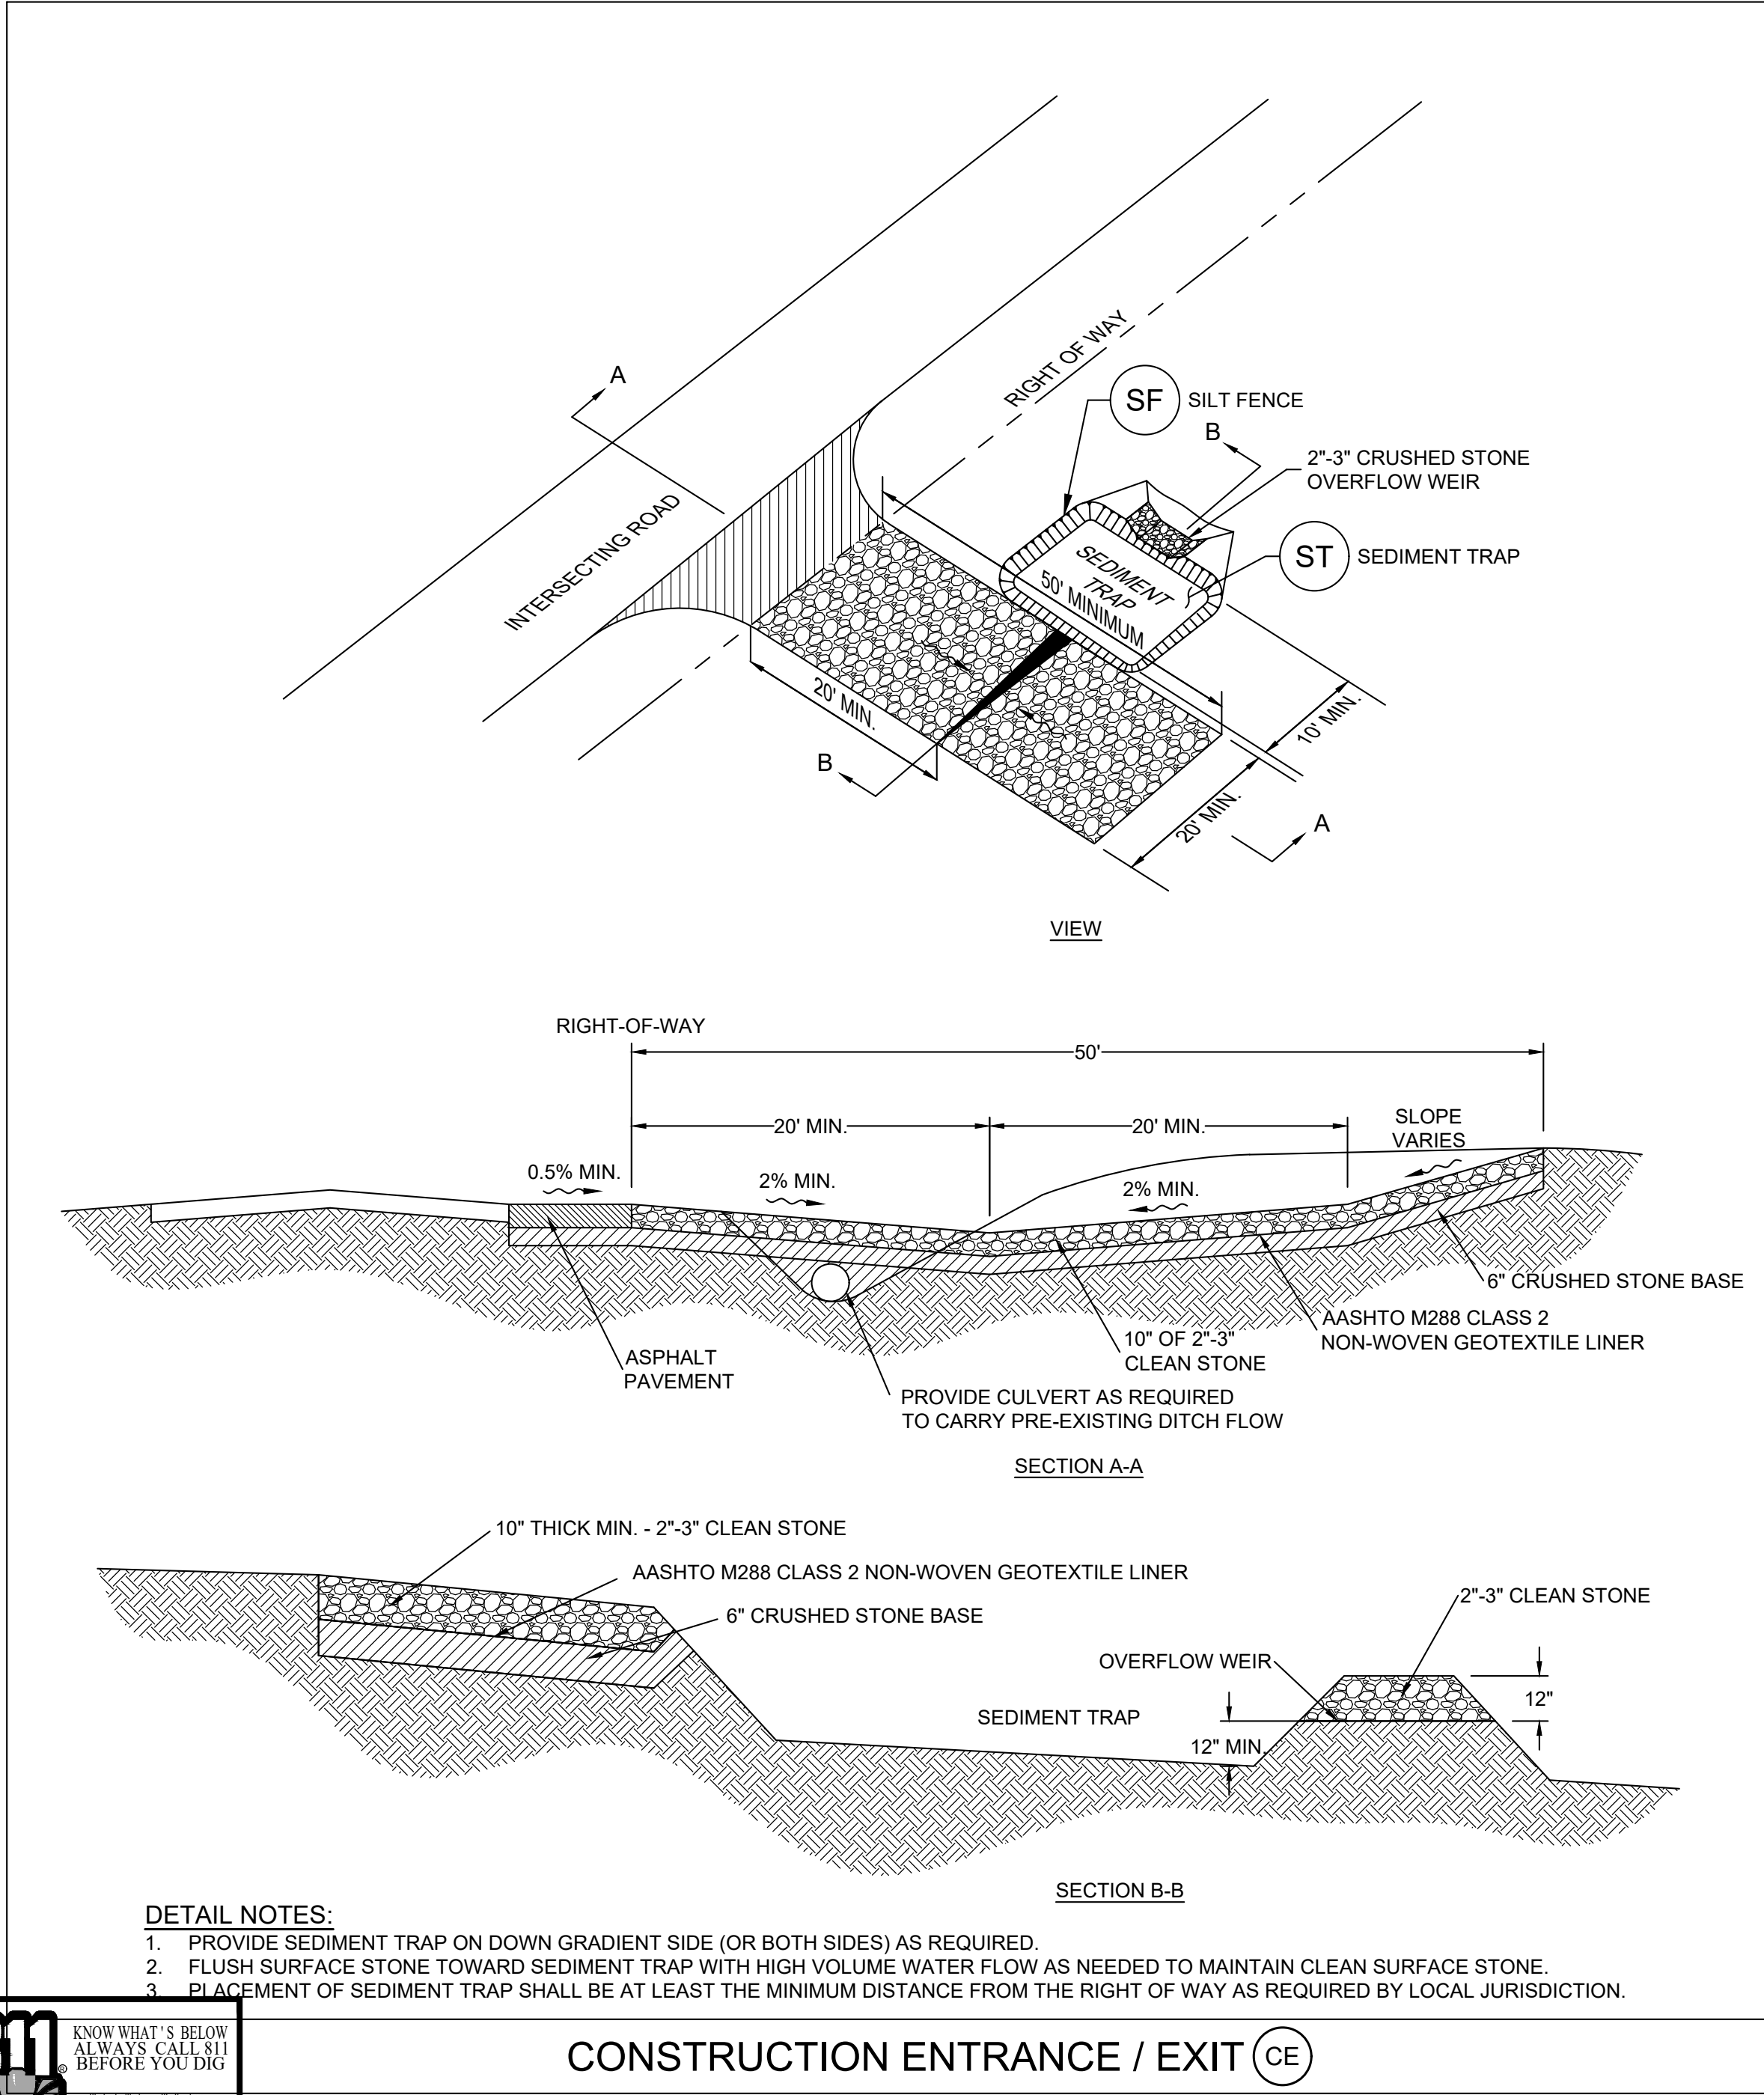 A
RIGHT OF WAY
SF
SILT FENCE
B
2"-3" CRUSHED STONE
OVERFLOW WEIR
INTERSECTING ROAD
ST
SEDIMENT TRAP
SEDIMENT
TRAP
50' MINIMUM
20' MIN.
10' MIN.
B
20' MIN.
A
VIEW
RIGHT-OF-WAY
50'
20' MIN.
20' MIN.
SLOPE
VARIES
0.5% MIN.
2% MIN.
2% MIN.
6" CRUSHED STONE BASE
AASHTO M288 CLASS 2
NON-WOVEN GEOTEXTILE LINER
10" OF 2"-3"
CLEAN STONE
ASPHALT
PAVEMENT
PROVIDE CULVERT AS REQUIRED
TO CARRY PRE-EXISTING DITCH FLOW
SECTION A-A
10" THICK MIN. - 2"-3" CLEAN STONE
AASHTO M288 CLASS 2 NON-WOVEN GEOTEXTILE LINER
6" CRUSHED STONE BASE
2"-3" CLEAN STONE
OVERFLOW WEIR
12"
SEDIMENT TRAP
12" MIN.
SECTION B-B
DETAIL NOTES:
1. PROVIDE SEDIMENT TRAP ON DOWN GRADIENT SIDE (OR BOTH SIDES) AS REQUIRED.
2. FLUSH SURFACE STONE TOWARD SEDIMENT TRAP WITH HIGH VOLUME WATER FLOW AS NEEDED TO MAINTAIN CLEAN SURFACE STONE.
3. PLACEMENT OF SEDIMENT TRAP SHALL BE AT LEAST THE MINIMUM DISTANCE FROM THE RIGHT OF WAY AS REQUIRED BY LOCAL JURISDICTION.
KNOW WHAT'S BELOW
ALWAYS CALL 811
BEFORE YOU DIG
®
CONSTRUCTION ENTRANCE / EXIT CE